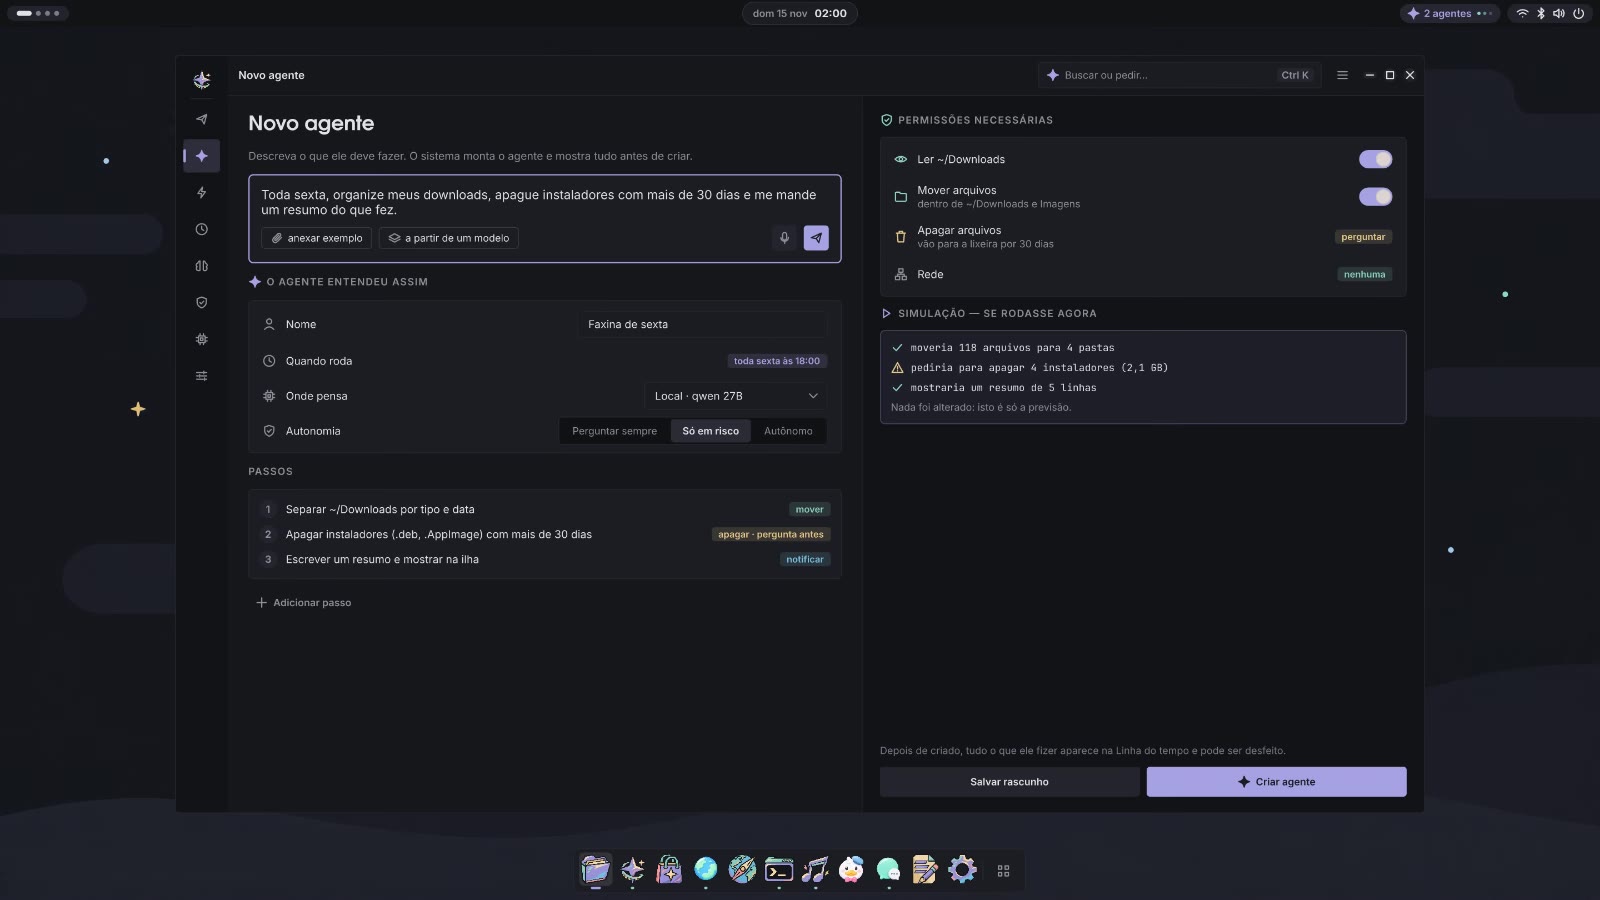 dom 15 nov 02:00
2 agentes
Novo agente
Buscar ou pedir... Ctrl K
Novo agente
Descreva o que ele deve fazer. O sistema monta o agente e mostra tudo antes de criar.
Toda sexta, organize meus downloads, apague instaladores com mais de 30 dias e me mande
um resumo do que fez.
anexar exemplo
a partir de um modelo
O AGENTE ENTENDEU ASSIM
Nome Faxina de sexta
Quando roda toda sexta às 18:00
Onde pensa Local · qwen 27B
Autonomia Perguntar sempre Só em risco Autônomo
PASSOS
1 Separar ~/Downloads por tipo e data mover
2 Apagar instaladores (.deb, .AppImage) com mais de 30 dias apagar · pergunta antes
3 Escrever um resumo e mostrar na ilha notificar
Adicionar passo
PERMISSÕES NECESSÁRIAS
Ler ~/Downloads
Mover arquivos
dentro de ~/Downloads e Imagens
Apagar arquivos
vão para a lixeira por 30 dias
perguntar
Rede nenhuma
SIMULAÇÃO — SE RODASSE AGORA
moveria 118 arquivos para 4 pastas
pediria para apagar 4 instaladores (2,1 GB)
mostraria um resumo de 5 linhas
Nada foi alterado: isto é só a previsão.
Depois de criado, tudo o que ele fizer aparece na Linha do tempo e pode ser desfeito.
Salvar rascunho
Criar agente